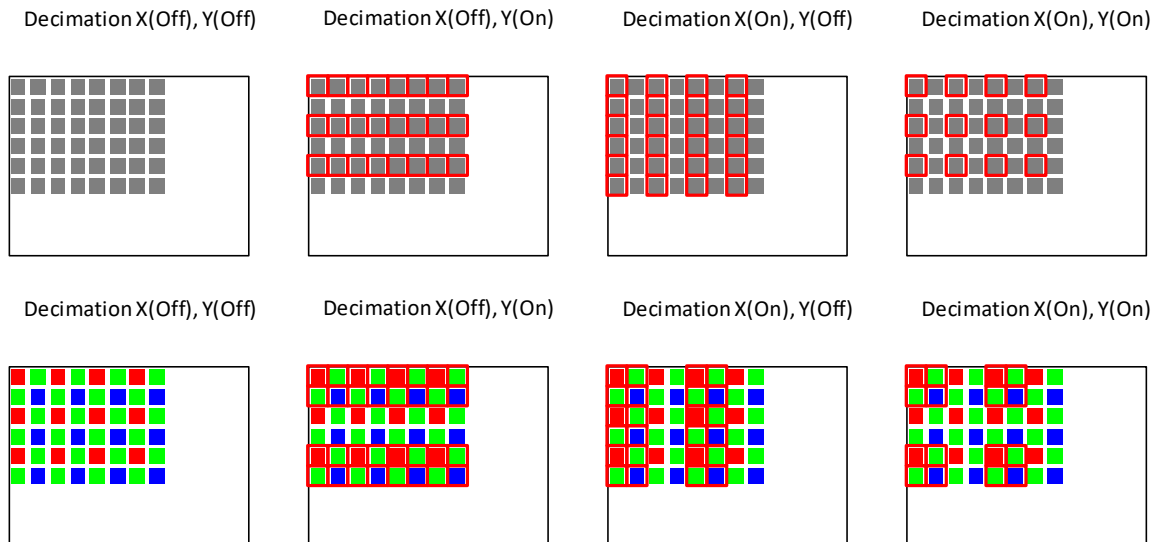 Decimation X(Off), Y(Off)
Decimation X(Off), Y(On)
Decimation X(On), Y(Off)
Decimation X(On), Y(On)
Decimation X(Off), Y(Off)
Decimation X(Off), Y(On)
Decimation X(On), Y(Off)
Decimation X(On), Y(On)